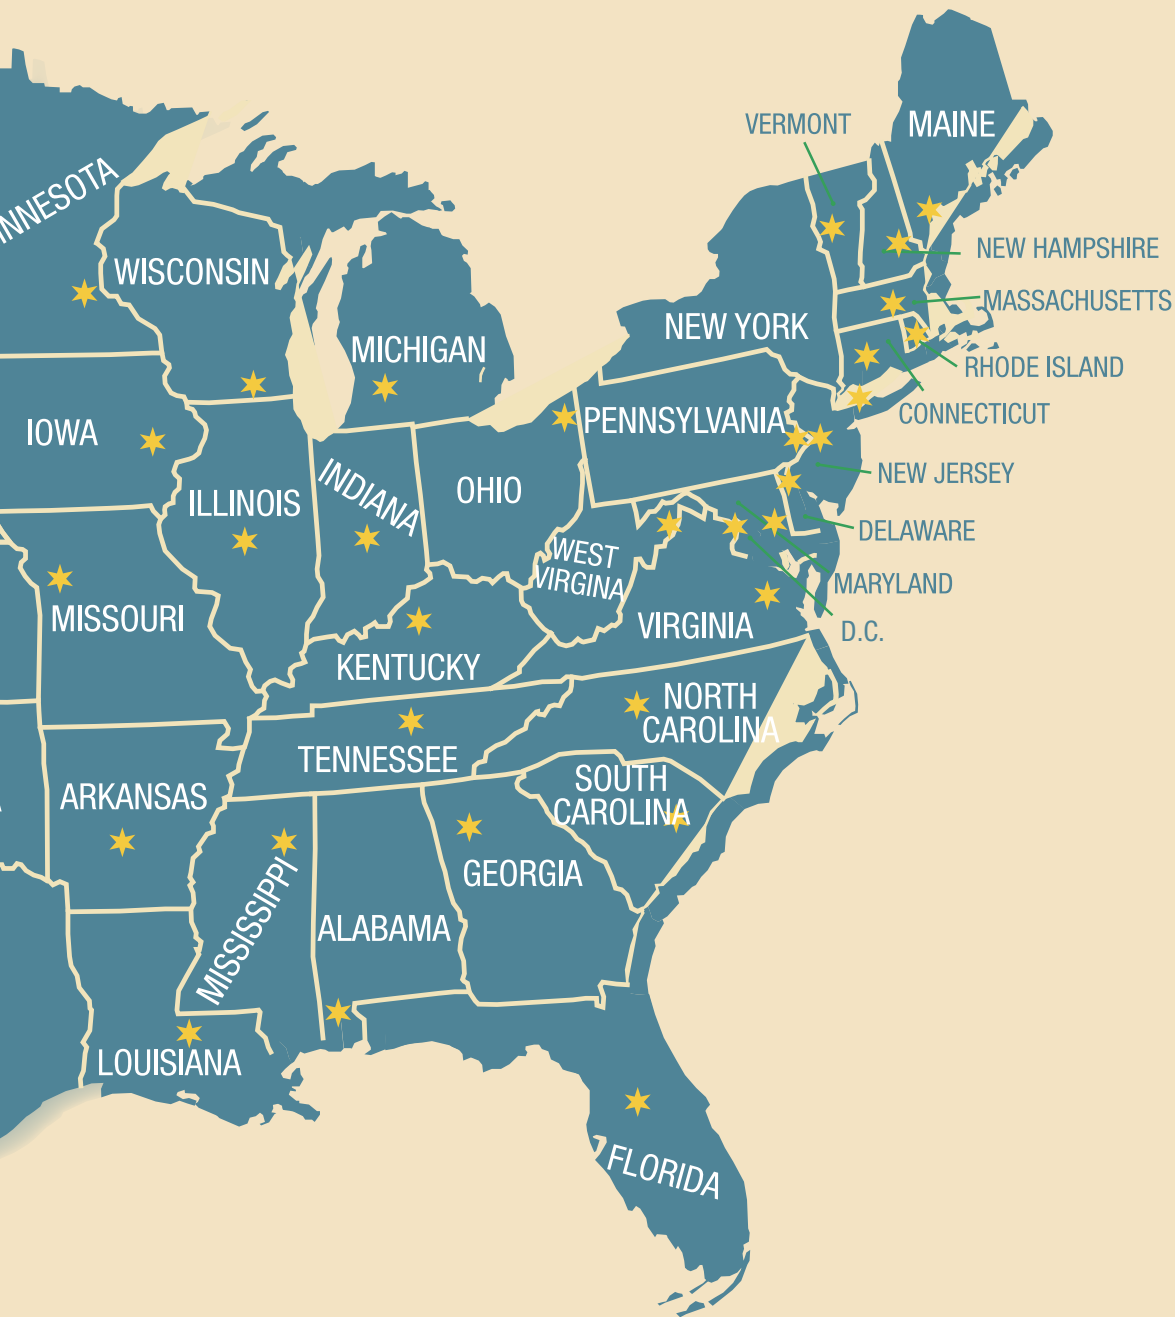 VERMONT
MAINE
INNESOTA
WISCONSIN
NEW HAMPSHIRE
MASSACHUSETTS
MICHIGAN
NEW YORK
RHODE ISLAND
IOWA
PENNSYLVANIA
CONNECTICUT
ILLINOIS
INDIANA
OHIO
NEW JERSEY
DELAWARE
WEST
VIRGINA
MARYLAND
MISSOURI
VIRGINIA
D.C.
KENTUCKY
NORTH
CAROLINA
TENNESSEE
SOUTH
CAROLINA
ARKANSAS
GEORGIA
MISSISSIPPI
ALABAMA
LOUISIANA
FLORIDA